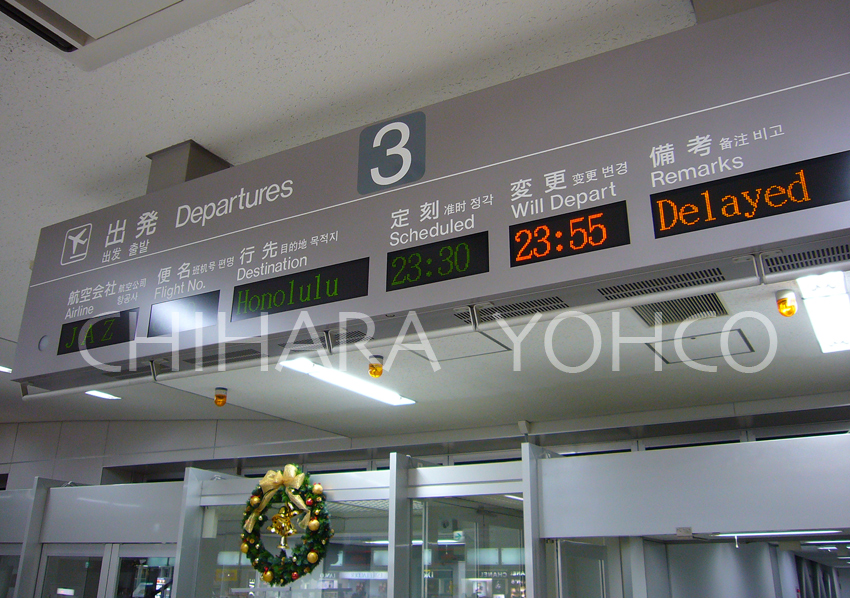 3
出発 Departures
出发 출발
航空会社 航空公司 항공사
Airline
便名 班机号 편명
Flight No.
行先 目的地 목적지
Destination
定刻 准时 정각
Scheduled
変更 变更 변경
Will Depart
備考 备注 비고
Remarks
JAZ
Honolulu
23:30
23:55
Delayed
CHIHARA YOHCO